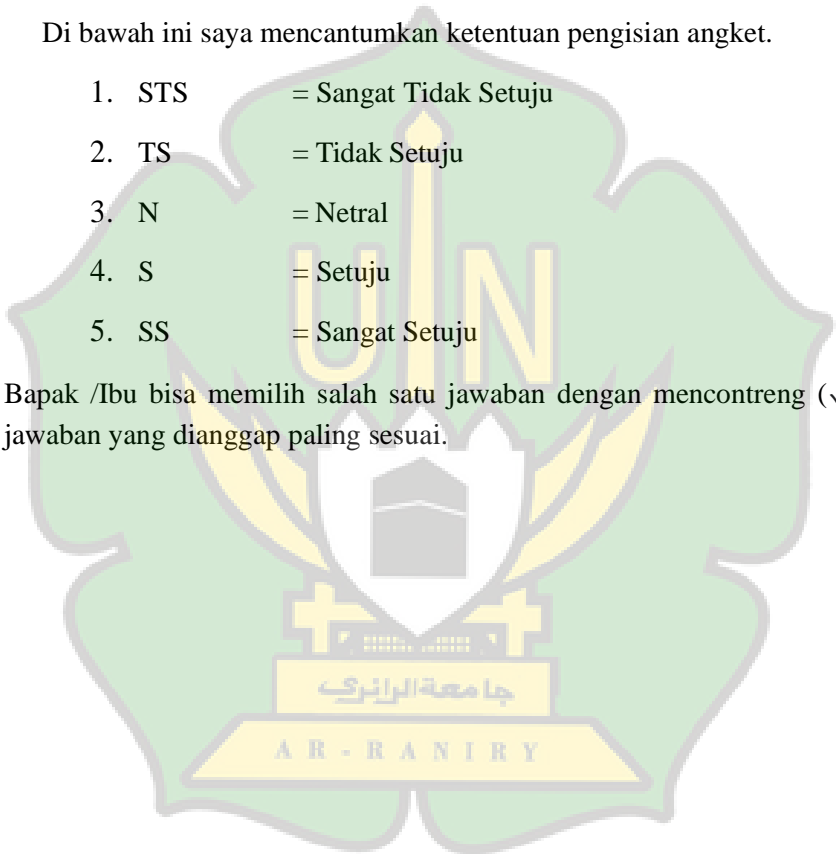 Di bawah ini saya mencantumkan ketentuan pengisian angket.
1. STS = Sangat Tidak Setuju
2. TS = Tidak Setuju
3. N = Netral
4. S = Setuju
5. SS = Sangat Setuju
Bapak /Ibu bisa memilih salah satu jawaban dengan mencontreng (√
jawaban yang dianggap paling sesuai.
UIN
جامعة الرانري
AR-RANIRY